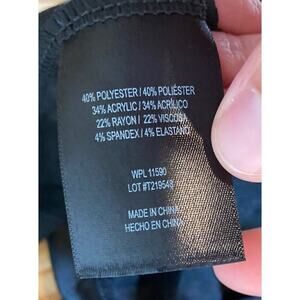 40% POLYESTER / 40% POLIÉSTER
34% ACRYLIC / 34% ACRÍLICO
22% RAYON / 22% VISCOSA
4% SPANDEX / 4% ELASTANO
WPL 11590
LOT #T219548
MADE IN CHINA
HECHO EN CHINA